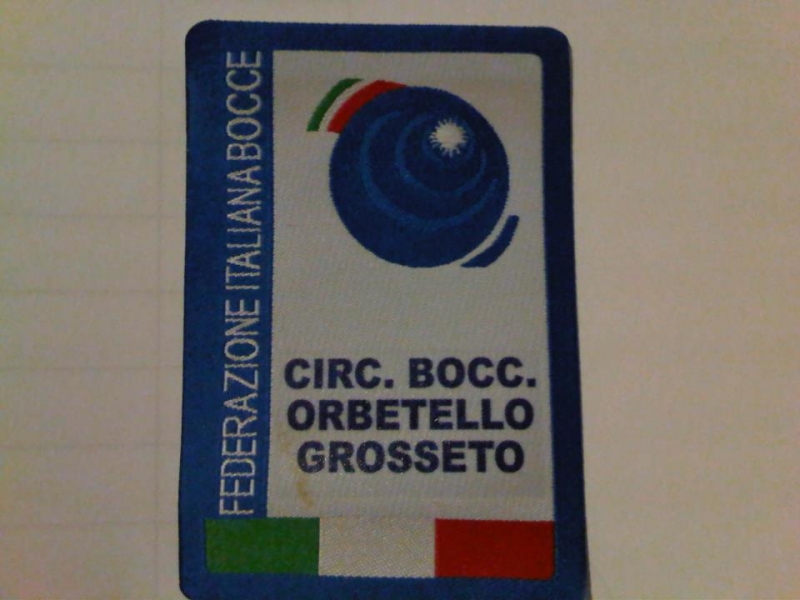 FEDERAZIONE ITALIANA BOCCE
CIRC. BOCC.
ORBETELLO
GROSSETO